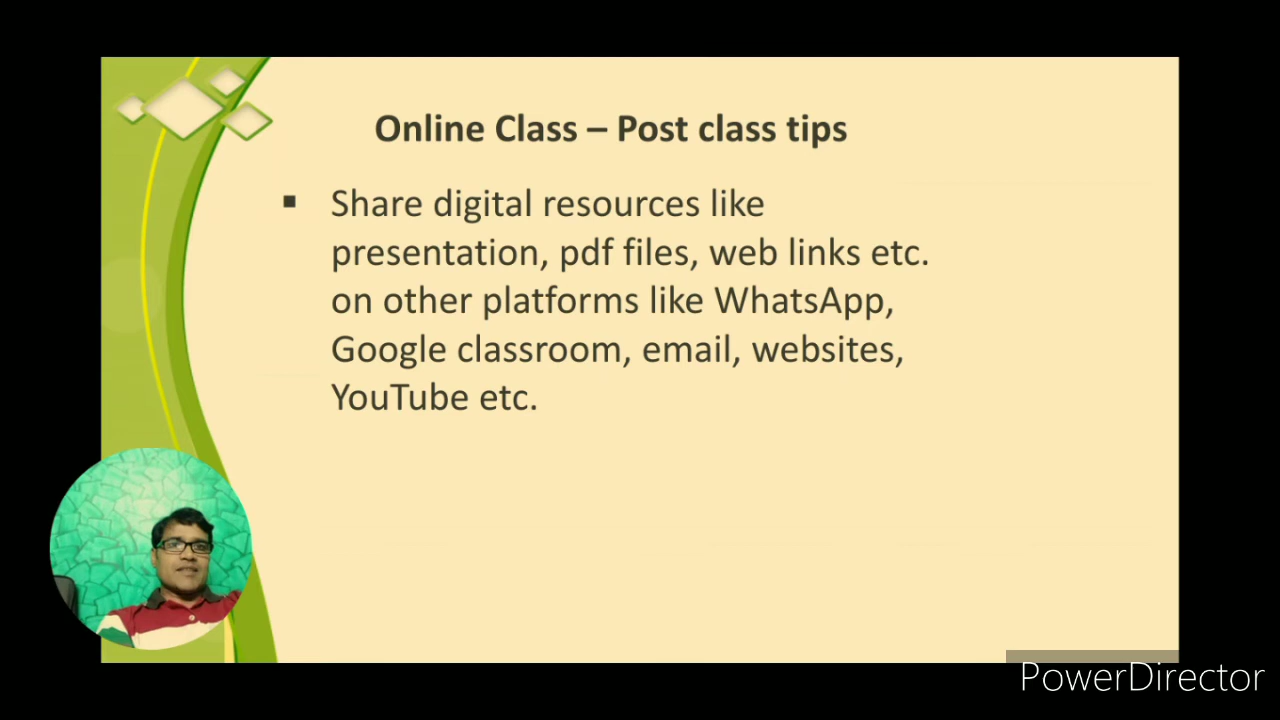 Online Class – Post class tips
▪ Share digital resources like
presentation, pdf files, web links etc.
on other platforms like WhatsApp,
Google classroom, email, websites,
YouTube etc.
PowerDirector